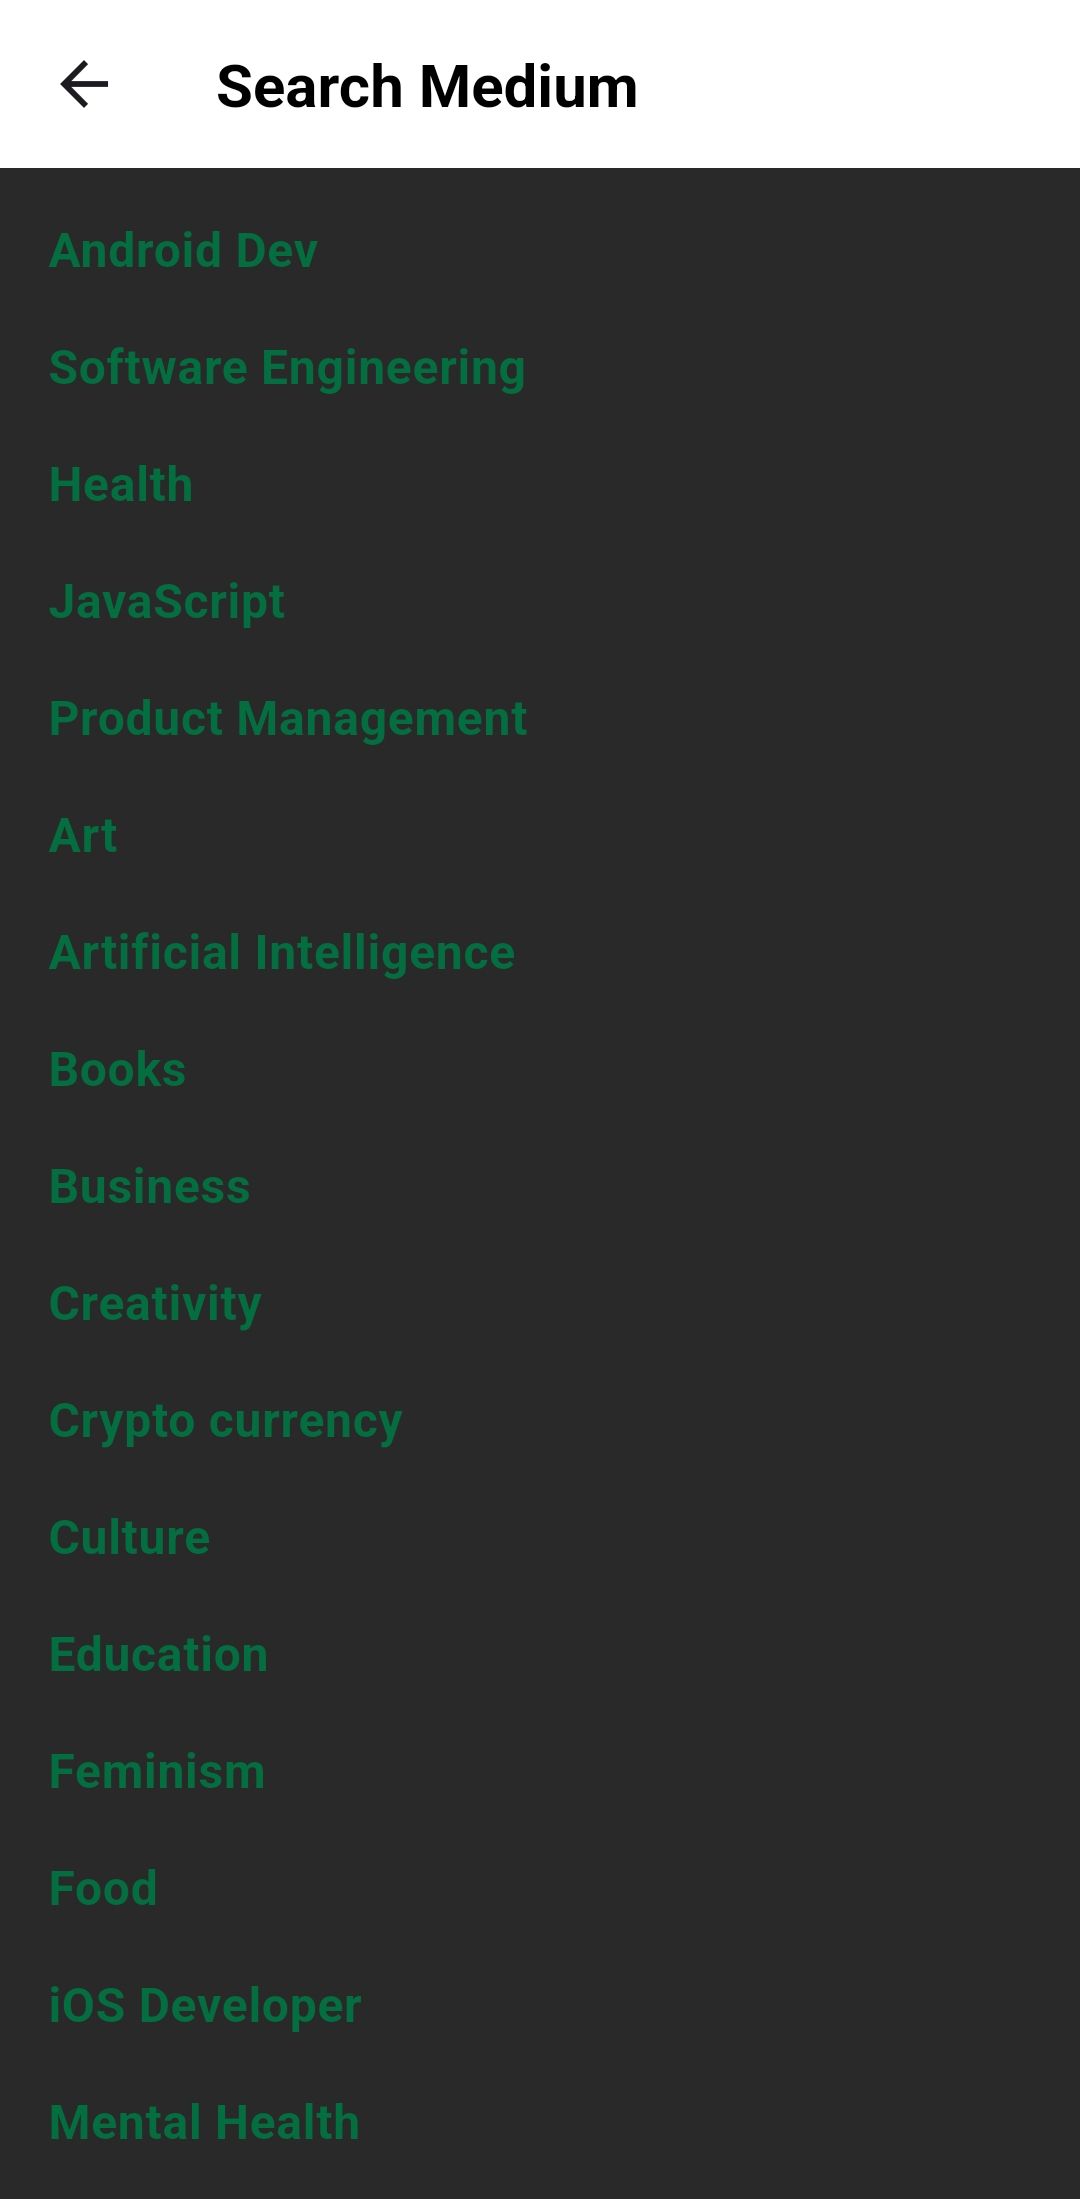 Search Medium
Android Dev
Software Engineering
Health
JavaScript
Product Management
Art
Artificial Intelligence
Books
Business
Creativity
Crypto currency
Culture
Education
Feminism
Food
iOS Developer
Mental Health